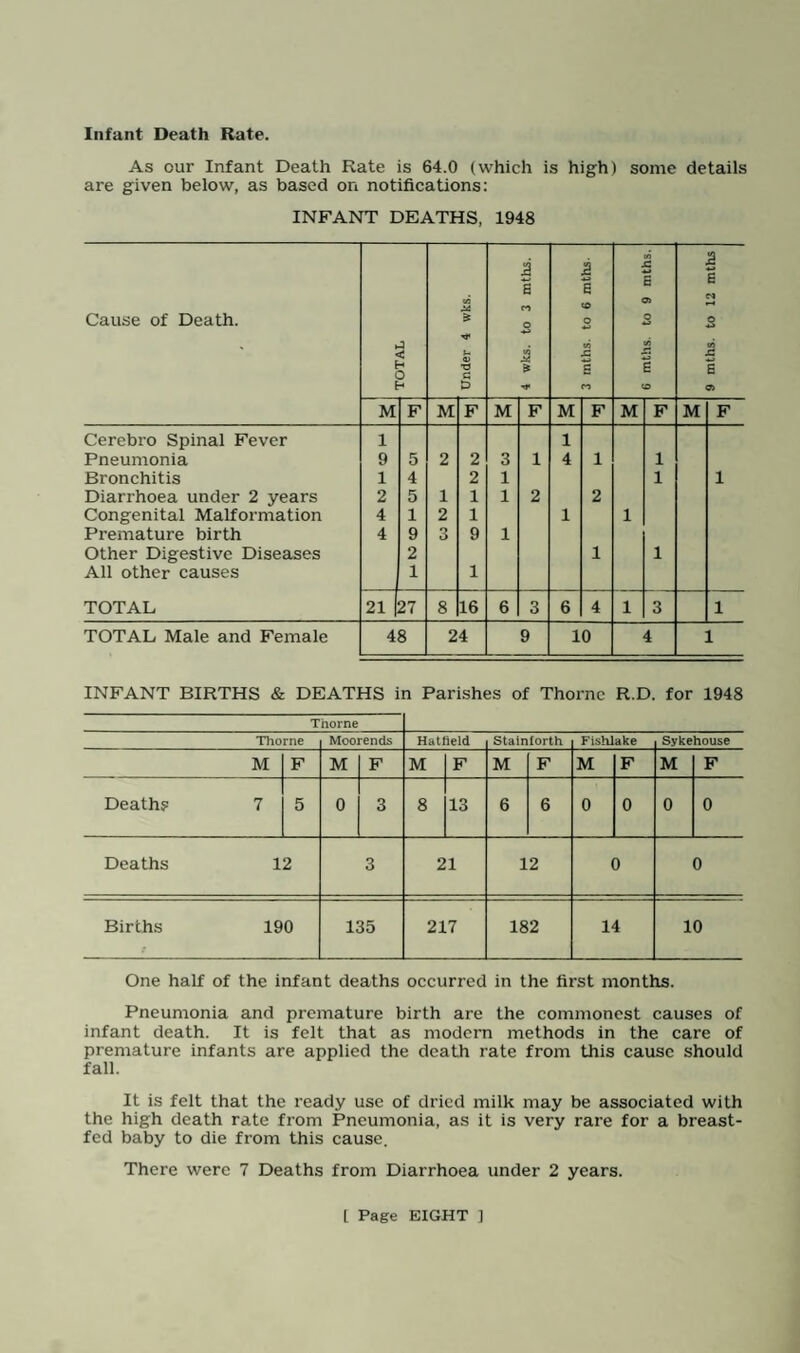 Infant Death Rate.
As our Infant Death Rate is 64.0 (which is high) some details
are given below, as based on notifications:
INFANT DEATHS, 1948
Cause of Death. TOTAL Under 4 wks. 4 wks. to 3 mths. 3 mths. to 6 mths. 6 mths. to 9 mths. 9 mths. to 12 mths
M F M F M F M F M F M F
Cerebro Spinal Fever 1 1
Pneumonia 9 5 2 2 3 1 4 1 1
Bronchitis 1 4 2 1 1 1
Diarrhoea under 2 years 2 5 1 1 1 2 2
Congenital Malformation 4 1 2 1 1 1
Premature birth 4 9 3 9 1
Other Digestive Diseases 2 1 1
All other causes 1 1
TOTAL 21 27 8 16 6 3 6 4 1 3 1
TOTAL Male and Female 48 24 9 10 4 1
INFANT BIRTHS & DEATHS in Parishes of Thorne R.D. for 1948
Thorne
Thorne Moorends Hatfield Stainforth Fishlake Sykehouse
M F M F M F M F M F M F
Deaths 7 5 0 3 8 13 6 6 0 0 0 0
Deaths 12 3 21 12 0 0
Births 190 135 217 182 14 10
One half of the infant deaths occurred in the first months.
Pneumonia and premature birth are the commonest causes of
infant death. It is felt that as modern methods in the care of
premature infants are applied the death rate from this cause should
fall.
It is felt that the ready use of dried milk may be associated with
the high death rate from Pneumonia, as it is very rare for a breast-
fed baby to die from this cause.
There were 7 Deaths from Diarrhoea under 2 years.
[ Page EIGHT ]